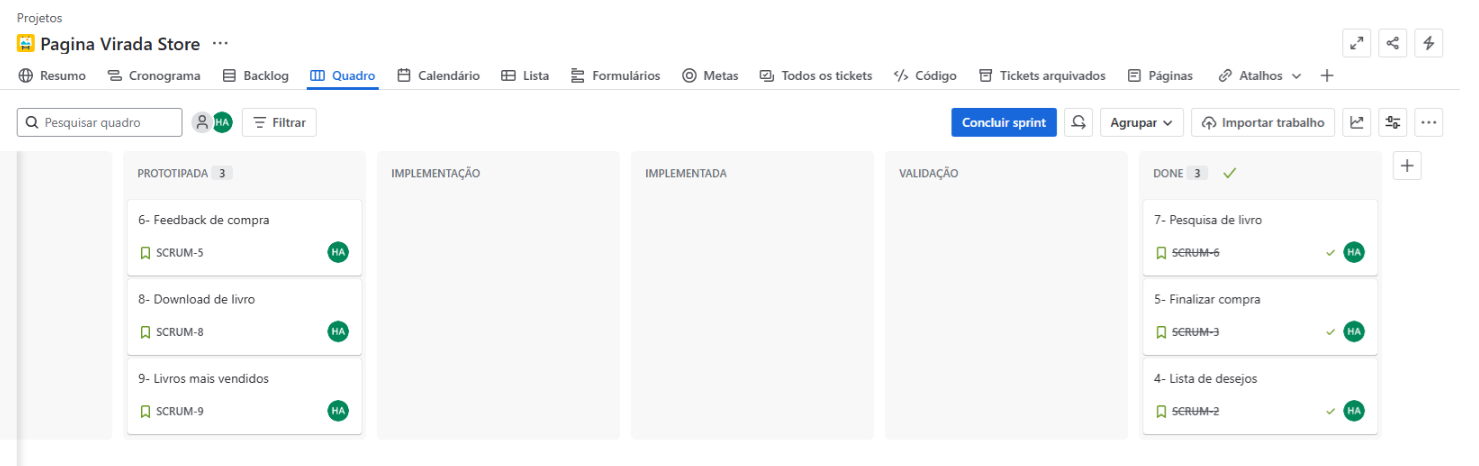 Projetos
Pagina Virada Store ...
Resumo Cronograma Backlog Quadro Calendário Lista Formulários Metas Todos os tickets Código Tickets arquivados Páginas Atalhos
Pesquisar quadro HA Filtrar Concluir sprint Agrupar Importar trabalho
PROTOTIPADA 3
6- Feedback de compra
SCRUM-5 HA
8- Download de livro
SCRUM-8 HA
9- Livros mais vendidos
SCRUM-9 HA
IMPLEMENTAÇÃO
IMPLEMENTADA
VALIDAÇÃO
DONE 3
7- Pesquisa de livro
SCRUM-6 HA
5- Finalizar compra
SCRUM-3 HA
4- Lista de desejos
SCRUM-2 HA